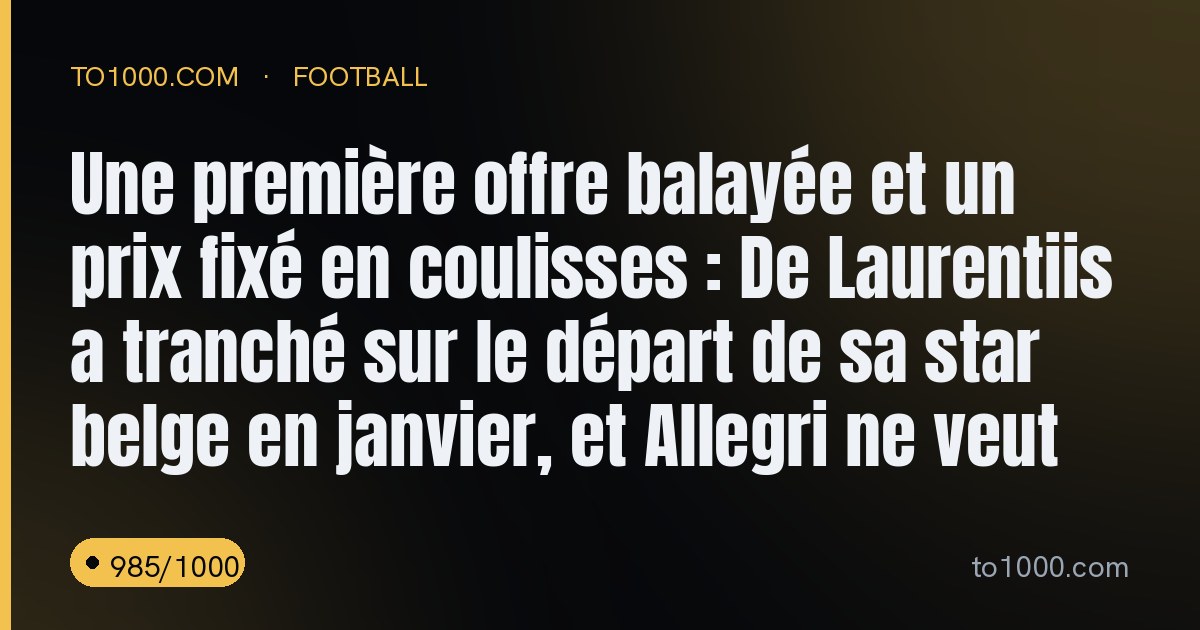 TO1000.COM · FOOTBALL
Une première offre balayée et un
prix fixé en coulisses : De Laurentiis
a tranché sur le départ de sa star
belge en janvier, et Allegri ne veut
985/1000
to1000.com